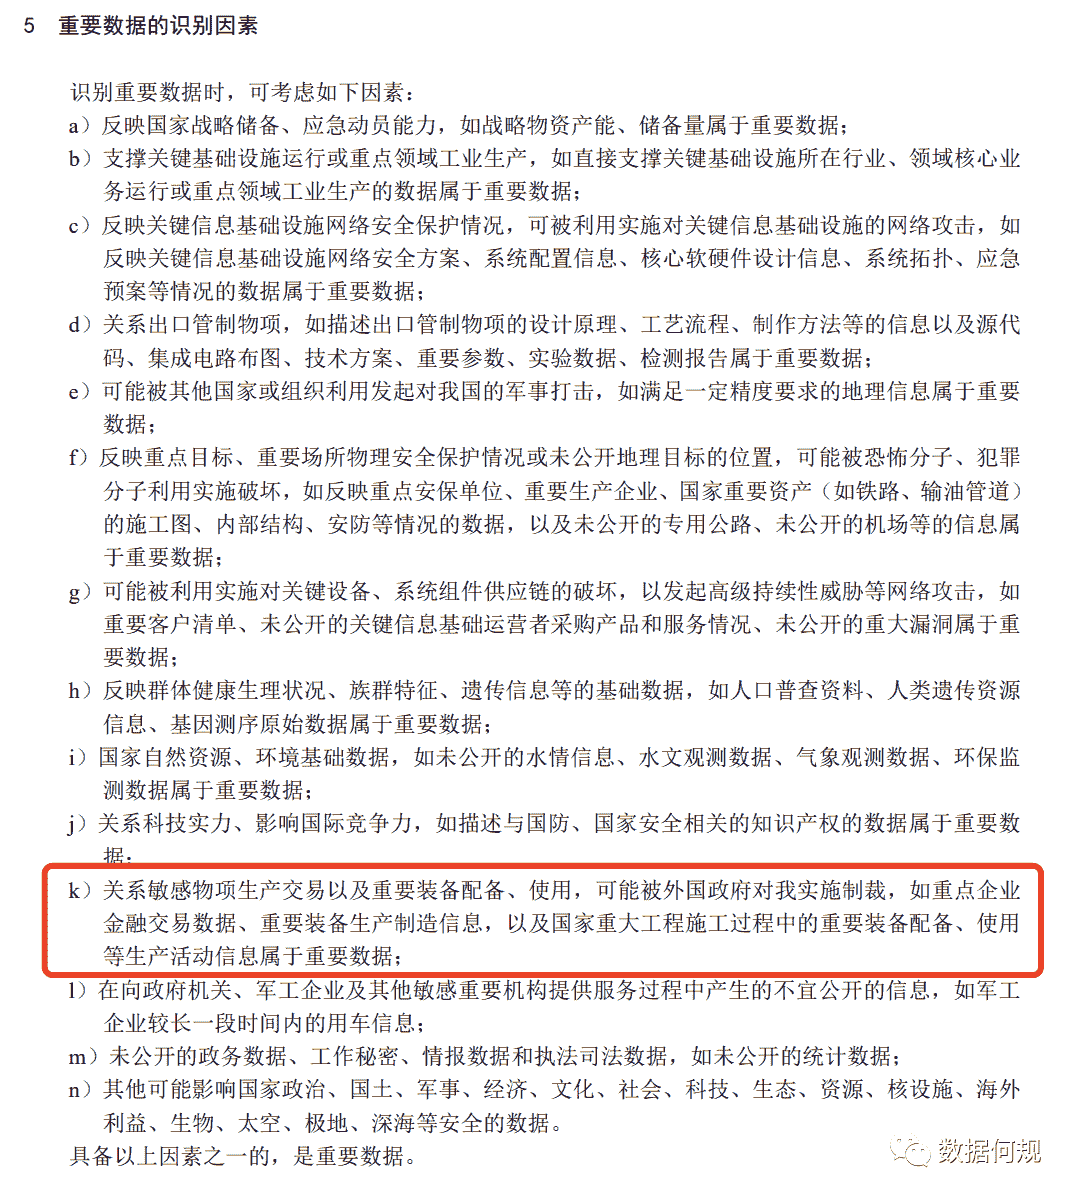 5 重要数据的识别因素
识别重要数据时，可考虑如下因素：
a）反映国家战略储备、应急动员能力，如战略物资产能、储备量属于重要数据；
b）支撑关键基础设施运行或重点领域工业生产，如直接支撑关键基础设施所在行业、领域核心业
务运行或重点领域工业生产的数据属于重要数据；
c）反映关键信息基础设施网络安全保护情况，可被利用实施对关键信息基础设施的网络攻击，如
反映关键信息基础设施网络安全方案、系统配置信息、核心软硬件设计信息、系统拓扑、应急
预案等情况的数据属于重要数据；
d）关系出口管制物项，如描述出口管制物项的设计原理、工艺流程、制作方法等的信息以及源代
码、集成电路布图、技术方案、重要参数、实验数据、检测报告属于重要数据；
e）可能被其他国家或组织利用发起对我国的军事打击，如满足一定精度要求的地理信息属于重要
数据；
f）反映重点目标、重要场所物理安全保护情况或未公开地理目标的位置，可能被恐怖分子、犯罪
分子利用实施破坏，如反映重点安保单位、重要生产企业、国家重要资产（如铁路、输油管道）
的施工图、内部结构、安防等情况的数据，以及未公开的专用公路、未公开的机场等的信息属
于重要数据；
g）可能被利用实施对关键设备、系统组件供应链的破坏，以发起高级持续性威胁等网络攻击，如
重要客户清单、未公开的关键信息基础运营者采购产品和服务情况、未公开的重大漏洞属于重
要数据；
h）反映群体健康生理状况、族群特征、遗传信息等的基础数据，如人口普查资料、人类遗传资源
信息、基因测序原始数据属于重要数据；
i）国家自然资源、环境基础数据，如未公开的水情信息、水文观测数据、气象观测数据、环保监
测数据属于重要数据；
j）关系科技实力、影响国际竞争力，如描述与国防、国家安全相关的知识产权的数据属于重要数
据；
k）关系敏感物项生产交易以及重要装备配备、使用，可能被外国政府对我实施制裁，如重点企业
金融交易数据、重要装备生产制造信息，以及国家重大工程施工过程中的重要装备配备、使用
等生产活动信息属于重要数据；
l）在向政府机关、军工企业及其他敏感重要机构提供服务过程中产生的不宜公开的信息，如军工
企业较长一段时间内的用车信息；
m）未公开的政务数据、工作秘密、情报数据和执法司法数据，如未公开的统计数据；
n）其他可能影响国家政治、国土、军事、经济、文化、社会、科技、生态、资源、核设施、海外
利益、生物、太空、极地、深海等安全的数据。
具备以上因素之一的，是重要数据。
数据何规